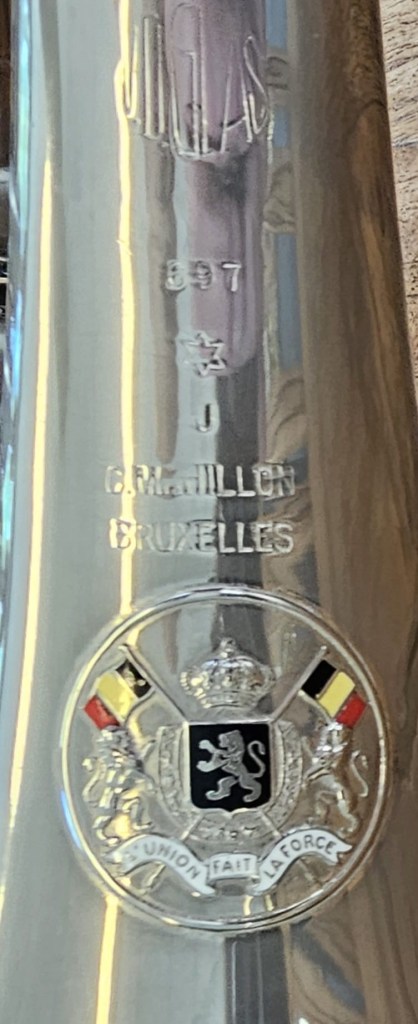 897
J
C.MAHILLON
BRUXELLES
L'UNION FAIT LA FORCE